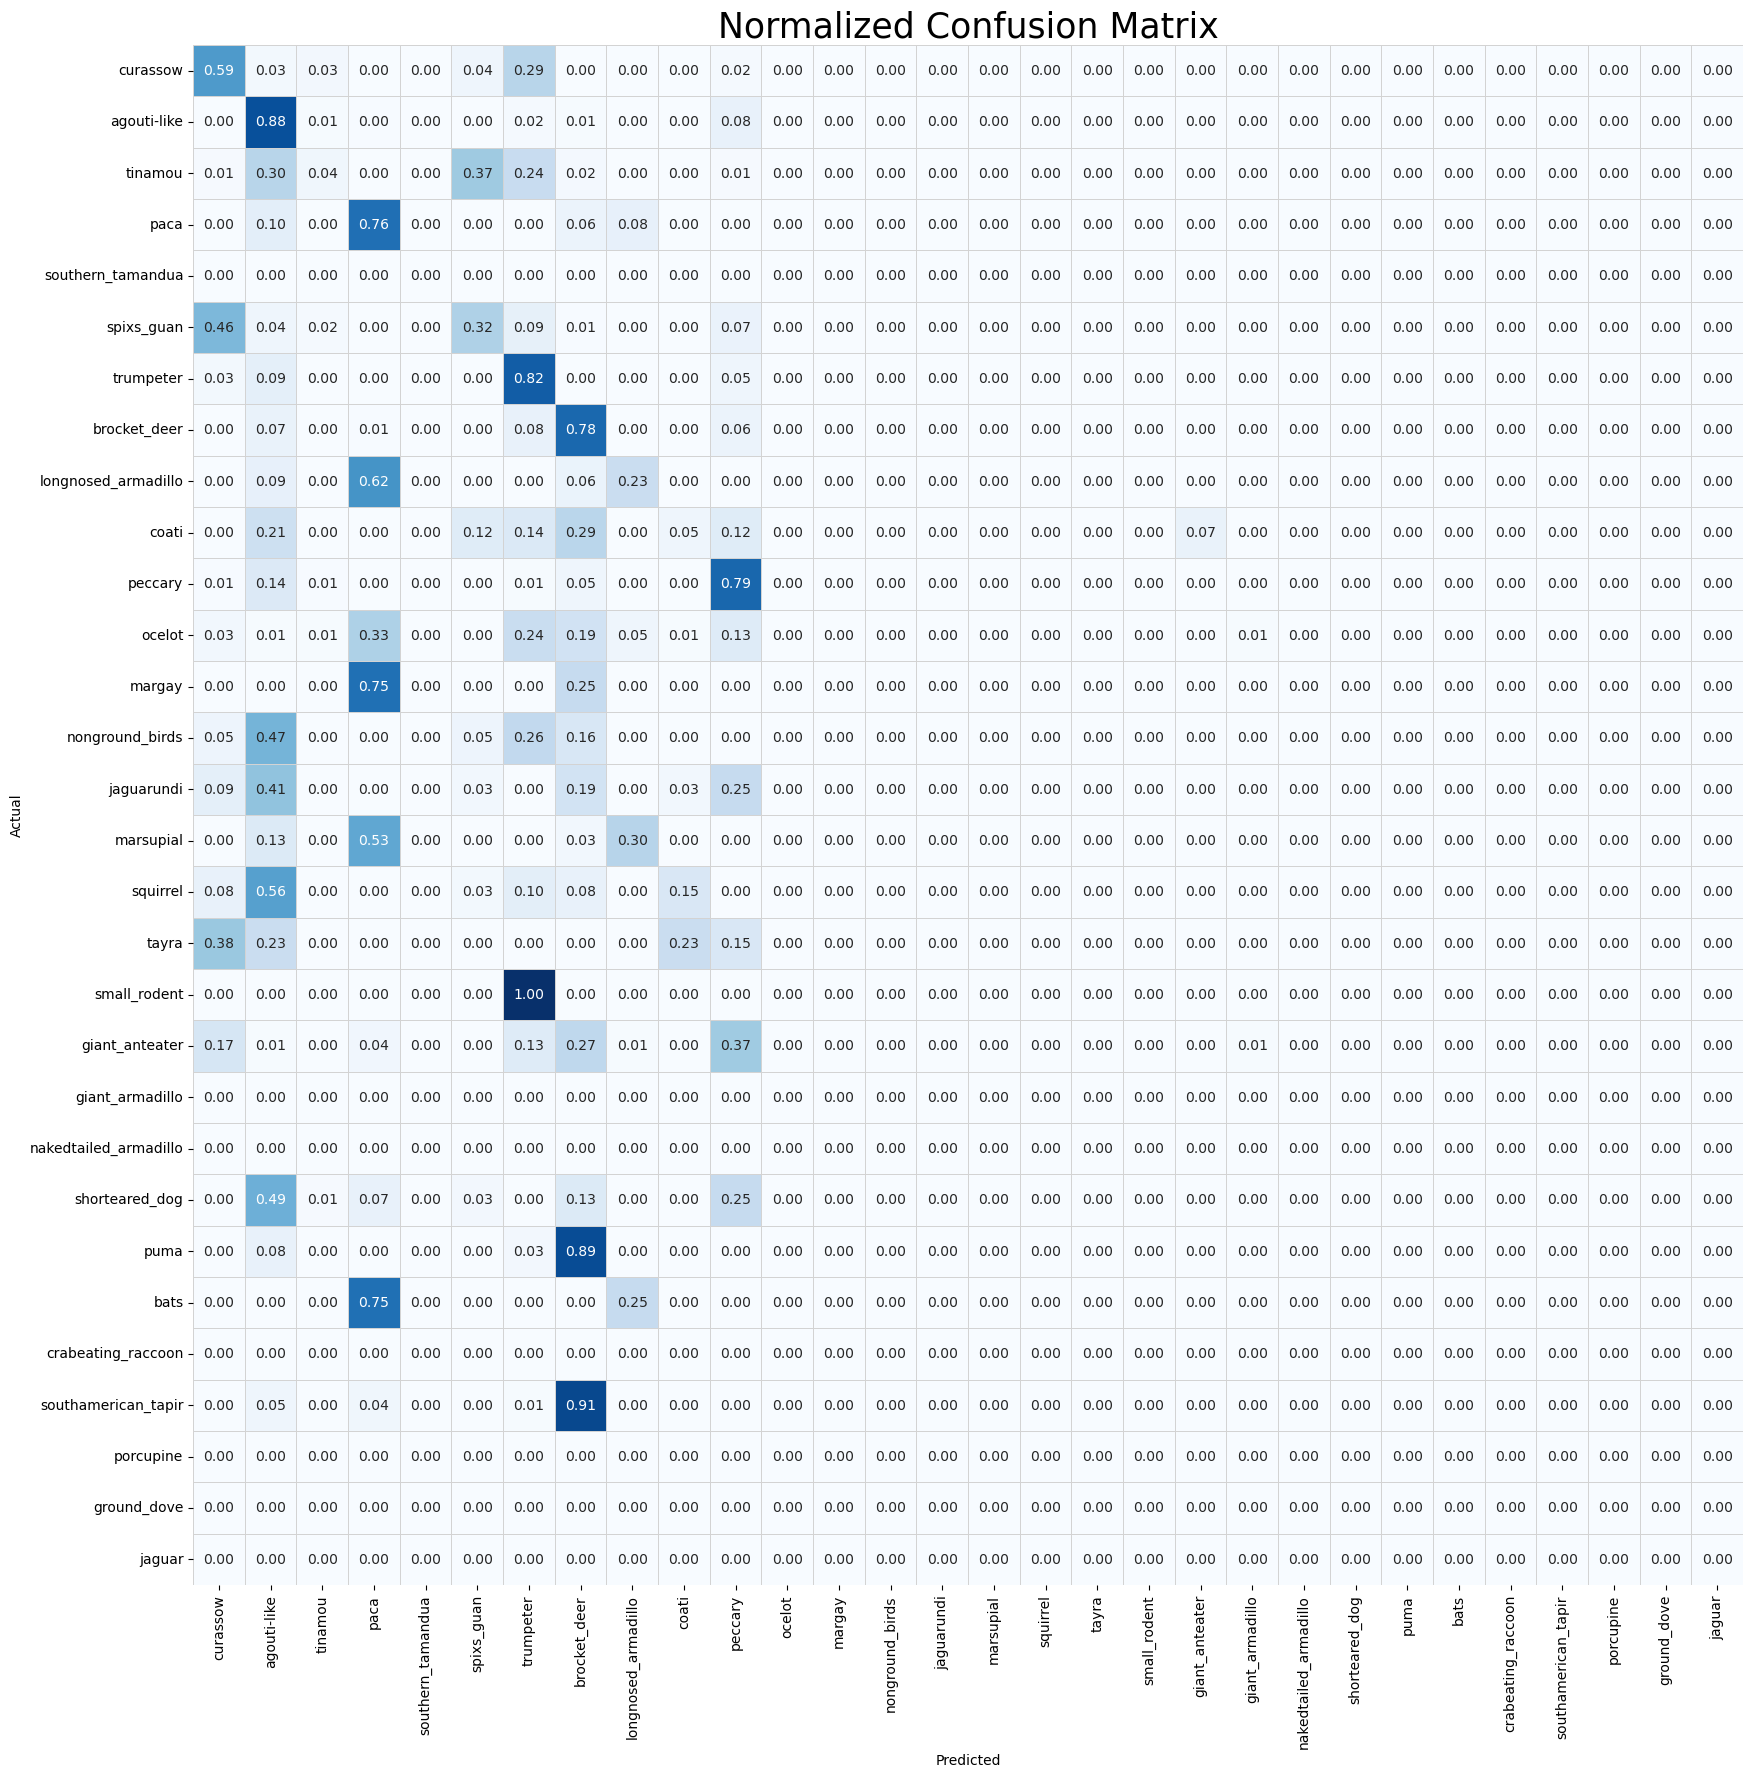 Normalized Confusion Matrix
curassow 0.59 0.03 0.03 0.00 0.00 0.04 0.29 0.00 0.00 0.00 0.02 0.00 0.00 0.00 0.00 0.00 0.00 0.00 0.00 0.00 0.00 0.00 0.00 0.00 0.00 0.00 0.00 0.00 0.00 0.00
agouti-like 0.00 0.88 0.01 0.00 0.00 0.00 0.02 0.01 0.00 0.00 0.08 0.00 0.00 0.00 0.00 0.00 0.00 0.00 0.00 0.00 0.00 0.00 0.00 0.00 0.00 0.00 0.00 0.00 0.00 0.00
tinamou 0.01 0.30 0.04 0.00 0.00 0.37 0.24 0.02 0.00 0.00 0.01 0.00 0.00 0.00 0.00 0.00 0.00 0.00 0.00 0.00 0.00 0.00 0.00 0.00 0.00 0.00 0.00 0.00 0.00 0.00
paca 0.00 0.10 0.00 0.76 0.00 0.00 0.00 0.06 0.08 0.00 0.00 0.00 0.00 0.00 0.00 0.00 0.00 0.00 0.00 0.00 0.00 0.00 0.00 0.00 0.00 0.00 0.00 0.00 0.00 0.00
southern_tamandua 0.00 0.00 0.00 0.00 0.00 0.00 0.00 0.00 0.00 0.00 0.00 0.00 0.00 0.00 0.00 0.00 0.00 0.00 0.00 0.00 0.00 0.00 0.00 0.00 0.00 0.00 0.00 0.00 0.00 0.00
spixs_guan 0.46 0.04 0.02 0.00 0.00 0.32 0.09 0.01 0.00 0.00 0.07 0.00 0.00 0.00 0.00 0.00 0.00 0.00 0.00 0.00 0.00 0.00 0.00 0.00 0.00 0.00 0.00 0.00 0.00 0.00
trumpeter 0.03 0.09 0.00 0.00 0.00 0.00 0.82 0.00 0.00 0.00 0.05 0.00 0.00 0.00 0.00 0.00 0.00 0.00 0.00 0.00 0.00 0.00 0.00 0.00 0.00 0.00 0.00 0.00 0.00 0.00
brocket_deer 0.00 0.07 0.00 0.01 0.00 0.00 0.08 0.78 0.00 0.00 0.06 0.00 0.00 0.00 0.00 0.00 0.00 0.00 0.00 0.00 0.00 0.00 0.00 0.00 0.00 0.00 0.00 0.00 0.00 0.00
longnosed_armadillo 0.00 0.09 0.00 0.62 0.00 0.00 0.00 0.06 0.23 0.00 0.00 0.00 0.00 0.00 0.00 0.00 0.00 0.00 0.00 0.00 0.00 0.00 0.00 0.00 0.00 0.00 0.00 0.00 0.00 0.00
coati 0.00 0.21 0.00 0.00 0.00 0.12 0.14 0.29 0.00 0.05 0.12 0.00 0.00 0.00 0.00 0.00 0.00 0.00 0.00 0.07 0.00 0.00 0.00 0.00 0.00 0.00 0.00 0.00 0.00 0.00
peccary 0.01 0.14 0.01 0.00 0.00 0.00 0.01 0.05 0.00 0.00 0.79 0.00 0.00 0.00 0.00 0.00 0.00 0.00 0.00 0.00 0.00 0.00 0.00 0.00 0.00 0.00 0.00 0.00 0.00 0.00
ocelot 0.03 0.01 0.01 0.33 0.00 0.00 0.24 0.19 0.05 0.01 0.13 0.00 0.00 0.00 0.00 0.00 0.00 0.00 0.00 0.00 0.01 0.00 0.00 0.00 0.00 0.00 0.00 0.00 0.00 0.00
margay 0.00 0.00 0.00 0.75 0.00 0.00 0.00 0.25 0.00 0.00 0.00 0.00 0.00 0.00 0.00 0.00 0.00 0.00 0.00 0.00 0.00 0.00 0.00 0.00 0.00 0.00 0.00 0.00 0.00 0.00
nonground_birds 0.05 0.47 0.00 0.00 0.00 0.05 0.26 0.16 0.00 0.00 0.00 0.00 0.00 0.00 0.00 0.00 0.00 0.00 0.00 0.00 0.00 0.00 0.00 0.00 0.00 0.00 0.00 0.00 0.00 0.00
jaguarundi 0.09 0.41 0.00 0.00 0.00 0.03 0.00 0.19 0.00 0.03 0.25 0.00 0.00 0.00 0.00 0.00 0.00 0.00 0.00 0.00 0.00 0.00 0.00 0.00 0.00 0.00 0.00 0.00 0.00 0.00
marsupial 0.00 0.13 0.00 0.53 0.00 0.00 0.00 0.03 0.30 0.00 0.00 0.00 0.00 0.00 0.00 0.00 0.00 0.00 0.00 0.00 0.00 0.00 0.00 0.00 0.00 0.00 0.00 0.00 0.00 0.00
squirrel 0.08 0.56 0.00 0.00 0.00 0.03 0.10 0.08 0.00 0.15 0.00 0.00 0.00 0.00 0.00 0.00 0.00 0.00 0.00 0.00 0.00 0.00 0.00 0.00 0.00 0.00 0.00 0.00 0.00 0.00
tayra 0.38 0.23 0.00 0.00 0.00 0.00 0.00 0.00 0.00 0.23 0.15 0.00 0.00 0.00 0.00 0.00 0.00 0.00 0.00 0.00 0.00 0.00 0.00 0.00 0.00 0.00 0.00 0.00 0.00 0.00
small_rodent 0.00 0.00 0.00 0.00 0.00 0.00 1.00 0.00 0.00 0.00 0.00 0.00 0.00 0.00 0.00 0.00 0.00 0.00 0.00 0.00 0.00 0.00 0.00 0.00 0.00 0.00 0.00 0.00 0.00 0.00
giant_anteater 0.17 0.01 0.00 0.04 0.00 0.00 0.13 0.27 0.01 0.00 0.37 0.00 0.00 0.00 0.00 0.00 0.00 0.00 0.00 0.00 0.01 0.00 0.00 0.00 0.00 0.00 0.00 0.00 0.00 0.00
giant_armadillo 0.00 0.00 0.00 0.00 0.00 0.00 0.00 0.00 0.00 0.00 0.00 0.00 0.00 0.00 0.00 0.00 0.00 0.00 0.00 0.00 0.00 0.00 0.00 0.00 0.00 0.00 0.00 0.00 0.00 0.00
nakedtailed_armadillo 0.00 0.00 0.00 0.00 0.00 0.00 0.00 0.00 0.00 0.00 0.00 0.00 0.00 0.00 0.00 0.00 0.00 0.00 0.00 0.00 0.00 0.00 0.00 0.00 0.00 0.00 0.00 0.00 0.00 0.00
shorteared_dog 0.00 0.49 0.01 0.07 0.00 0.03 0.00 0.13 0.00 0.00 0.25 0.00 0.00 0.00 0.00 0.00 0.00 0.00 0.00 0.00 0.00 0.00 0.00 0.00 0.00 0.00 0.00 0.00 0.00 0.00
puma 0.00 0.08 0.00 0.00 0.00 0.00 0.03 0.89 0.00 0.00 0.00 0.00 0.00 0.00 0.00 0.00 0.00 0.00 0.00 0.00 0.00 0.00 0.00 0.00 0.00 0.00 0.00 0.00 0.00 0.00
bats 0.00 0.00 0.00 0.75 0.00 0.00 0.00 0.00 0.25 0.00 0.00 0.00 0.00 0.00 0.00 0.00 0.00 0.00 0.00 0.00 0.00 0.00 0.00 0.00 0.00 0.00 0.00 0.00 0.00 0.00
crabeating_raccoon 0.00 0.00 0.00 0.00 0.00 0.00 0.00 0.00 0.00 0.00 0.00 0.00 0.00 0.00 0.00 0.00 0.00 0.00 0.00 0.00 0.00 0.00 0.00 0.00 0.00 0.00 0.00 0.00 0.00 0.00
southamerican_tapir 0.00 0.05 0.00 0.04 0.00 0.00 0.01 0.91 0.00 0.00 0.00 0.00 0.00 0.00 0.00 0.00 0.00 0.00 0.00 0.00 0.00 0.00 0.00 0.00 0.00 0.00 0.00 0.00 0.00 0.00
porcupine 0.00 0.00 0.00 0.00 0.00 0.00 0.00 0.00 0.00 0.00 0.00 0.00 0.00 0.00 0.00 0.00 0.00 0.00 0.00 0.00 0.00 0.00 0.00 0.00 0.00 0.00 0.00 0.00 0.00 0.00
ground_dove 0.00 0.00 0.00 0.00 0.00 0.00 0.00 0.00 0.00 0.00 0.00 0.00 0.00 0.00 0.00 0.00 0.00 0.00 0.00 0.00 0.00 0.00 0.00 0.00 0.00 0.00 0.00 0.00 0.00 0.00
jaguar 0.00 0.00 0.00 0.00 0.00 0.00 0.00 0.00 0.00 0.00 0.00 0.00 0.00 0.00 0.00 0.00 0.00 0.00 0.00 0.00 0.00 0.00 0.00 0.00 0.00 0.00 0.00 0.00 0.00 0.00
Actual
curassow
agouti-like
tinamou
paca
southern_tamandua
spixs_guan
trumpeter
brocket_deer
longnosed_armadillo
coati
peccary
ocelot
margay
nonground_birds
jaguarundi
marsupial
squirrel
tayra
small_rodent
giant_anteater
giant_armadillo
nakedtailed_armadillo
shorteared_dog
puma
bats
crabeating_raccoon
southamerican_tapir
porcupine
ground_dove
jaguar
Predicted